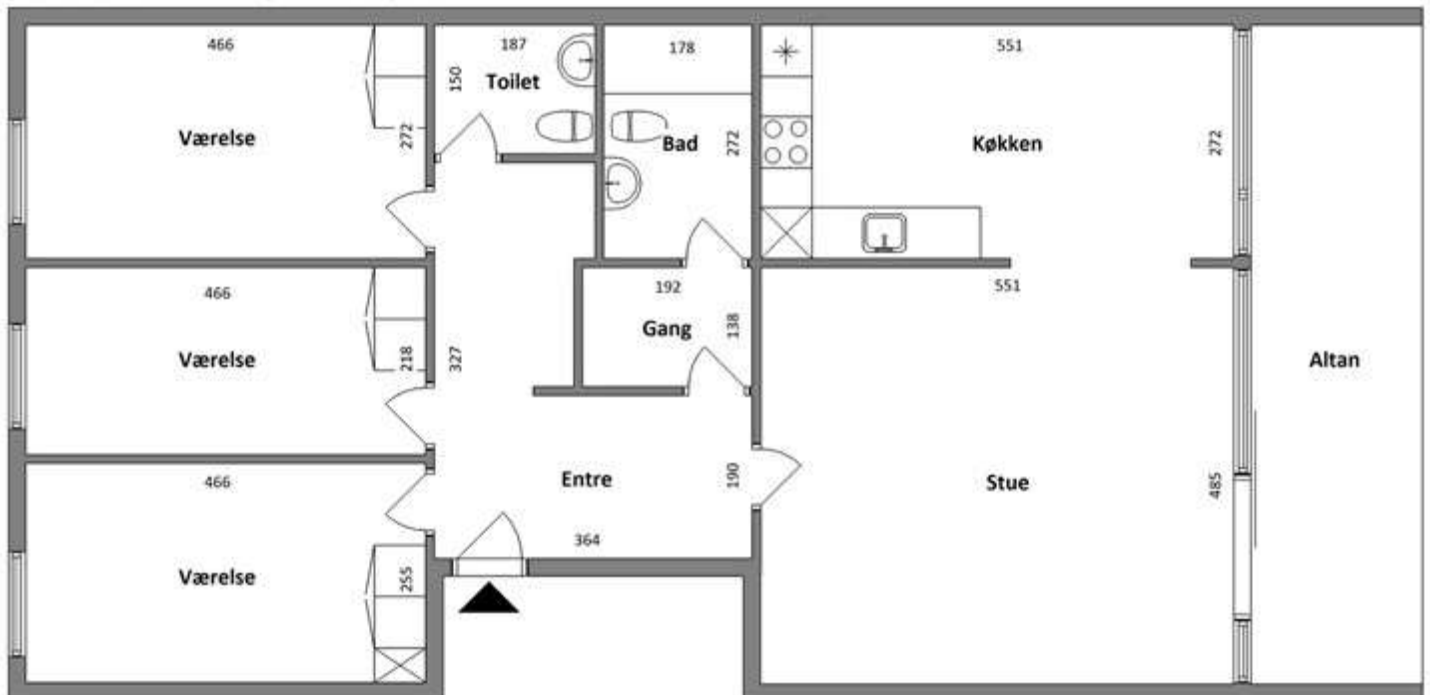 466
187
178
551
150
Toilet
272
Værelse
Bad
272
Køkken
272
466
192
551
Gang
138
218
327
Værelse
Altan
466
Entre
190
Stue
485
364
255
Værelse